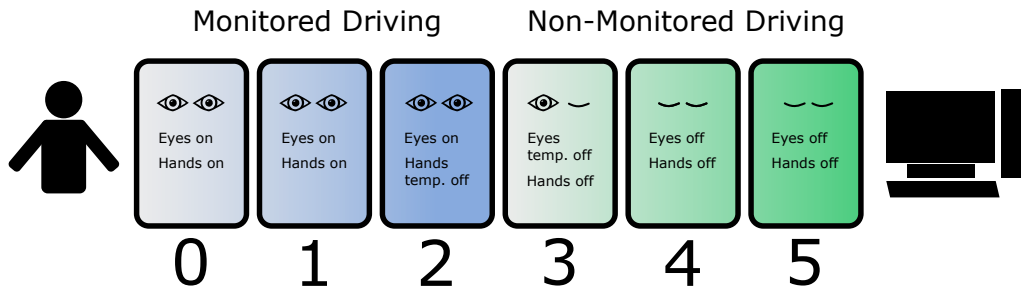 Monitored Driving
Non-Monitored Driving
Eyes on
Hands on
Eyes on
Hands on
Eyes on
Hands
temp. off
Eyes
temp. off
Hands off
Eyes off
Hands off
Eyes off
Hands off
0
1
2
3
4
5